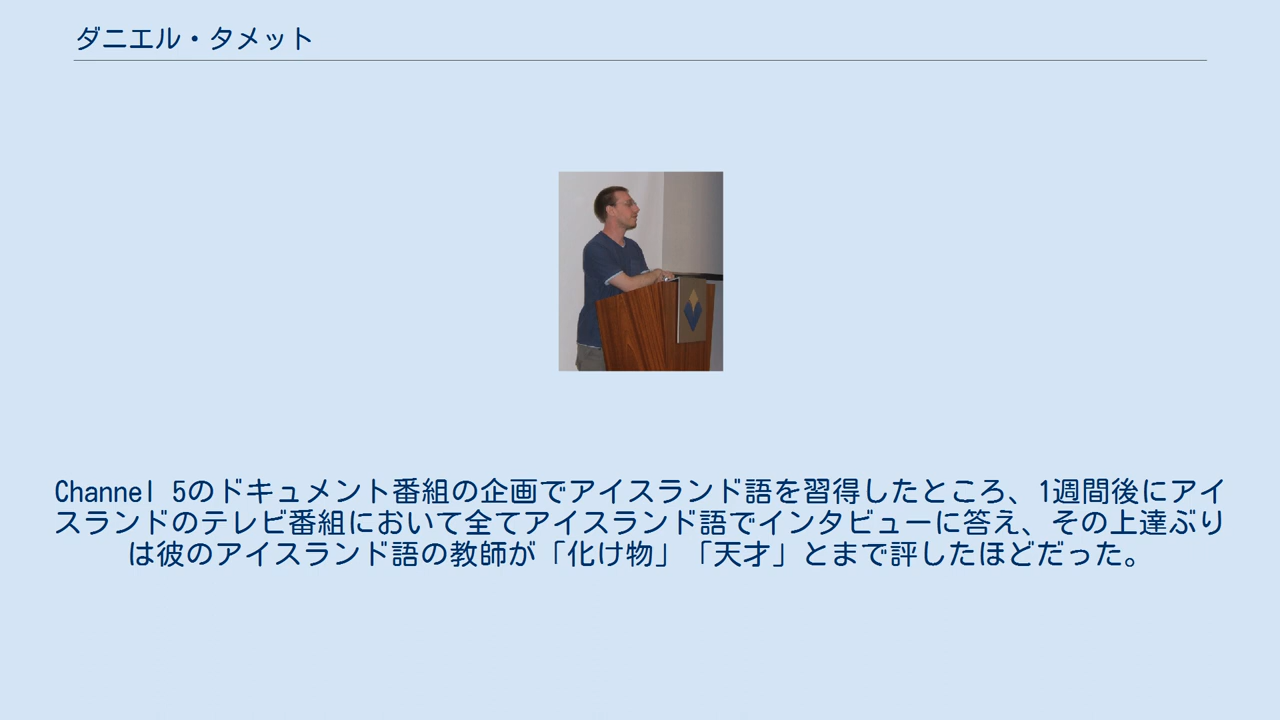 ダニエル・タメット
Channel 5のドキュメント番組の企画でアイスランド語を習得したところ、1週間後にアイ
スランドのテレビ番組において全てアイスランド語でインタビューに答え、その上達ぶり
は彼のアイスランド語の教師が「化け物」「天才」とまで評したほどだった。